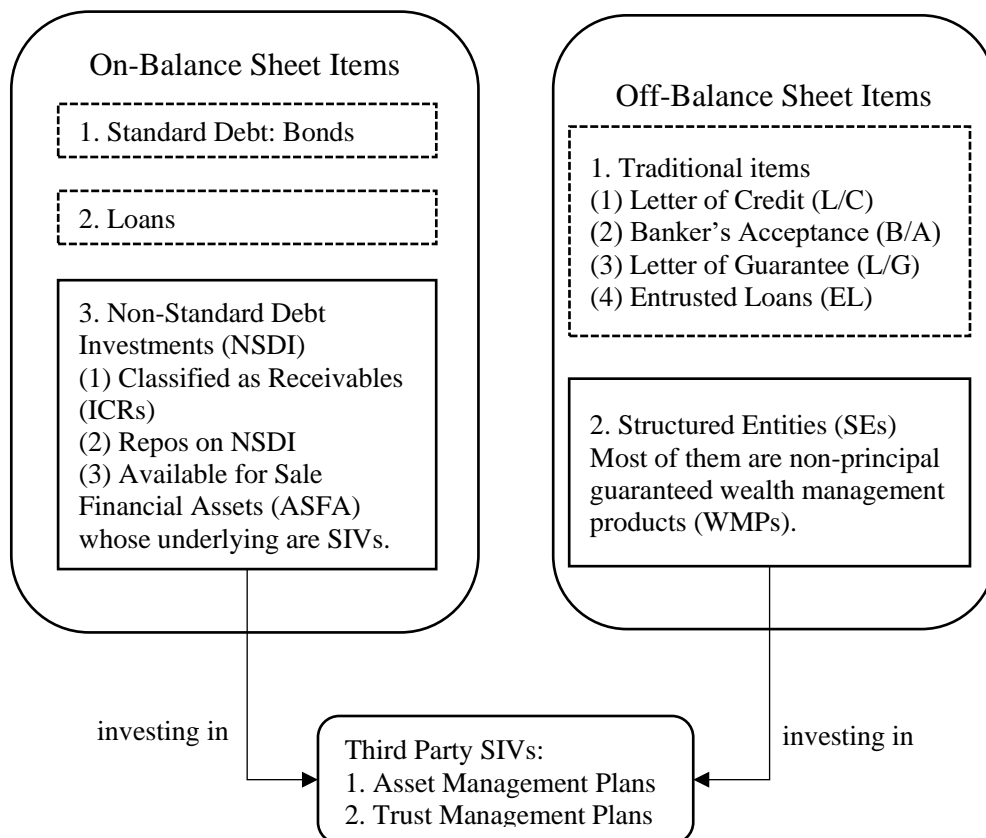 On-Balance Sheet Items
1. Standard Debt: Bonds
2. Loans
3. Non-Standard Debt
Investments (NSDI)
(1) Classified as Receivables
(ICRs)
(2) Repos on NSDI
(3) Available for Sale
Financial Assets (ASFA)
whose underlying are SIVs.
Off-Balance Sheet Items
1. Traditional items
(1) Letter of Credit (L/C)
(2) Banker’s Acceptance (B/A)
(3) Letter of Guarantee (L/G)
(4) Entrusted Loans (EL)
2. Structured Entities (SEs)
Most of them are non-principal
guaranteed wealth management
products (WMPs).
investing in
investing in
Third Party SIVs:
1. Asset Management Plans
2. Trust Management Plans